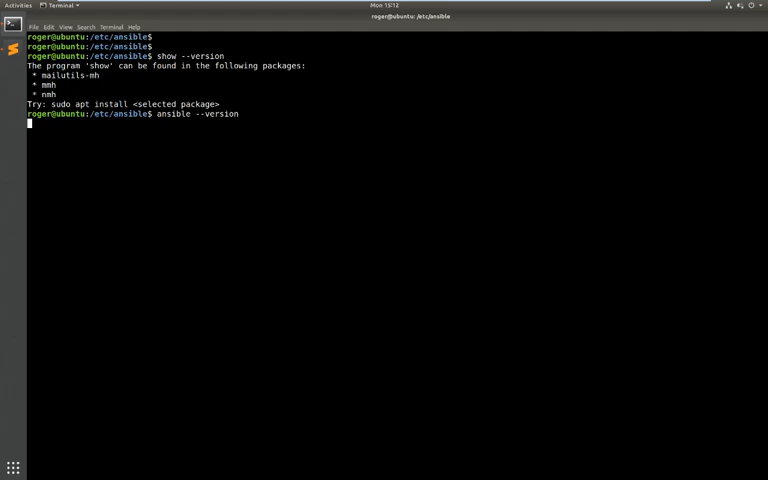 Activities Terminal Mon 15:12
roger@ubuntu: /etc/ansible
File Edit View Search Terminal Help
roger@ubuntu:/etc/ansible$
roger@ubuntu:/etc/ansible$
roger@ubuntu:/etc/ansible$ show --version
The program 'show' can be found in the following packages:
* mailutils-mh
* mmh
* nmh
Try: sudo apt install <selected package>
roger@ubuntu:/etc/ansible$ ansible --version